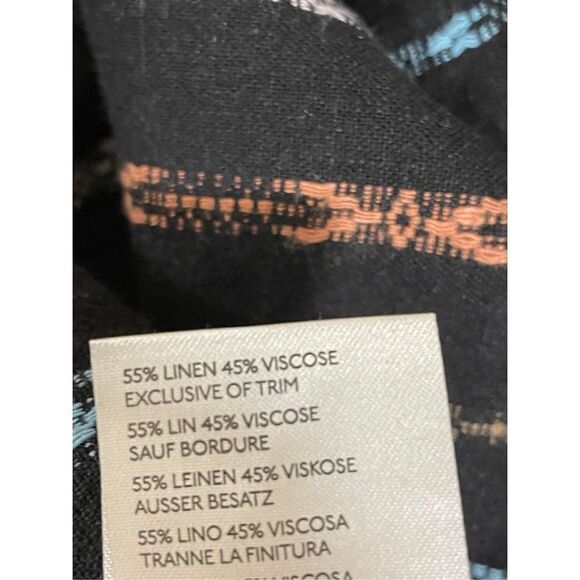 55% LINEN 45% VISCOSE
EXCLUSIVE OF TRIM
55% LIN 45% VISCOSE
SAUF BORDURE
55% LEINEN 45% VISKOSE
AUSSER BESATZ
55% LINO 45% VISCOSA
TRANNE LA FINITURA
VISCOSA